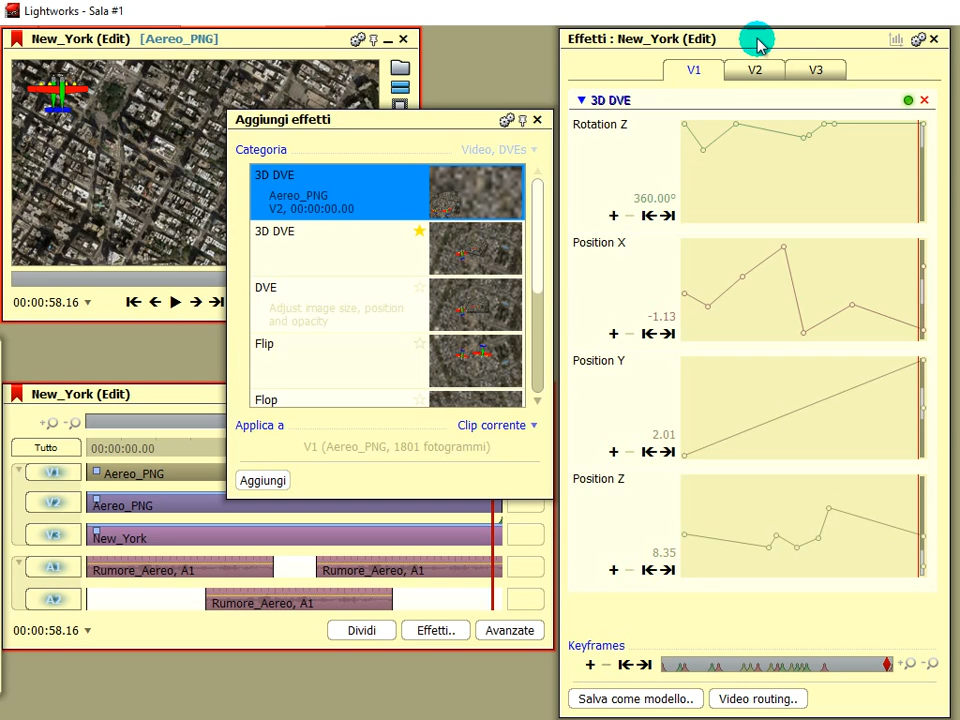 Lightworks - Sala #1
New_York (Edit) [Aereo_PNG]
00:00:58.16
Aggiungi effetti
Categoria
Video, DVEs
3D DVE
Aereo_PNG
V2, 00:00:00.00
3D DVE
DVE
Adjust image size, position
and opacity
Flip
Flop
Applica a
Clip corrente
V1 (Aereo_PNG, 1801 fotogrammi)
Aggiungi
New_York (Edit)
Tutto
00:00:00.00
V1
Aereo_PNG
V2
Aereo_PNG
V3
New_York
A1
Rumore_Aereo, A1
Rumore_Aereo, A1
A2
Rumore_Aereo, A1
00:00:58.16
Dividi
Effetti..
Avanzate
Effetti : New_York (Edit)
V1
V2
V3
3D DVE
Rotation Z
360.00°
Position X
-1.13
Position Y
2.01
Position Z
8.35
Keyframes
Salva come modello..
Video routing..